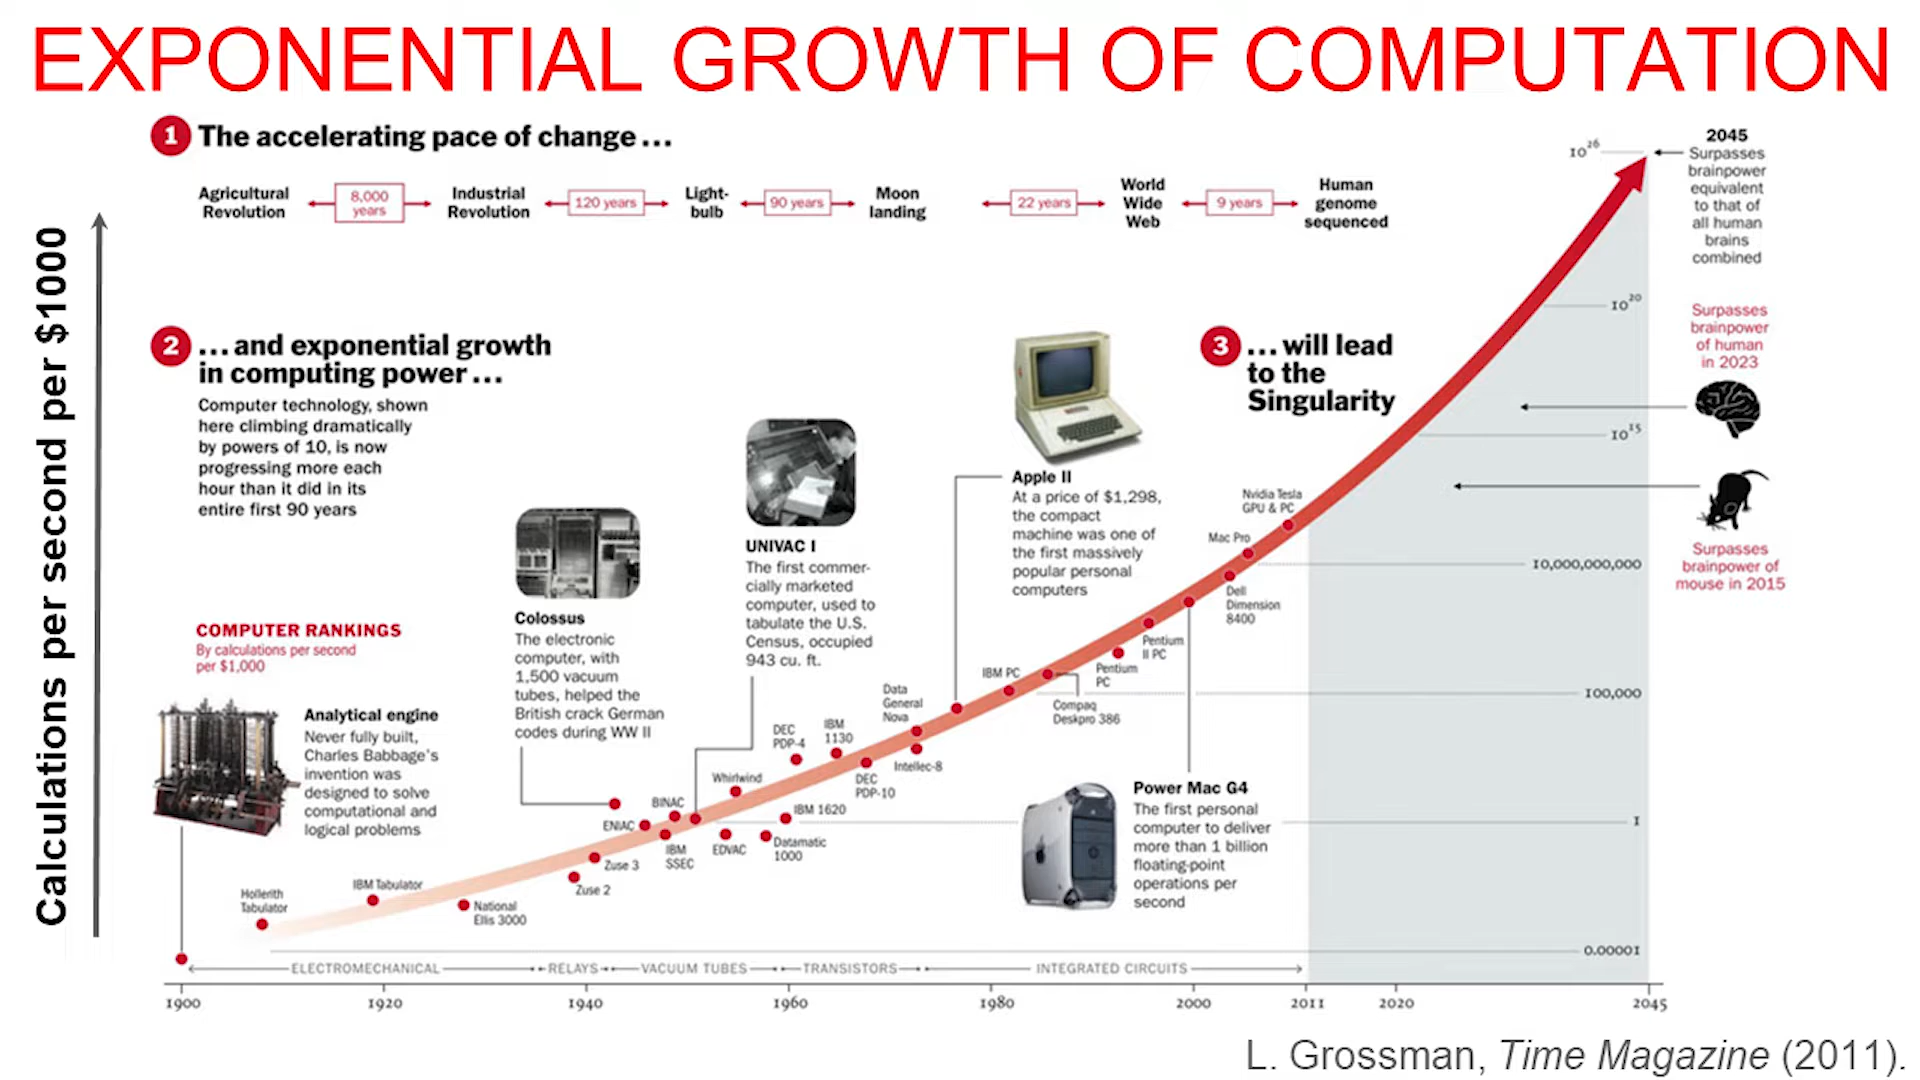 EXPONENTIAL GROWTH OF COMPUTATION
1 The accelerating pace of change ...
Agricultural
Revolution
8,000
years
Industrial
Revolution
120 years
Light-
bulb
90 years
Moon
landing
22 years
World
Wide
Web
9 years
Human
genome
sequenced
Calculations per second per $1000
2 ... and exponential growth
in computing power ...
Computer technology, shown
here climbing dramatically
by powers of 10, is now
progressing more each
hour than it did in its
entire first 90 years
3 ... will lead
to the
Singularity
COMPUTER RANKINGS
By calculations per second
per $1,000
Analytical engine
Never fully built,
Charles Babbage's
invention was
designed to solve
computational and
logical problems
Colossus
The electronic
computer, with
1,500 vacuum
tubes, helped the
British crack German
codes during WW II
UNIVAC I
The first commer-
cially marketed
computer, used to
tabulate the U.S.
Census, occupied
943 cu. ft.
Apple II
At a price of $1,298,
the compact
machine was one of
the first massively
popular personal
computers
Power Mac G4
The first personal
computer to deliver
more than 1 billion
floating-point
operations per
second
Hollerith
Tabulator
IBM Tabulator
National
Ellis 3000
Zuse 2
Zuse 3
ENIAC
BINAC
IBM
SSEC
Whirlwind
EDVAC
Datamatic
1000
IBM 1620
DEC
PDP-4
IBM
1130
DEC
PDP-10
Data
General
Nova
Intellec-8
IBM PC
Compaq
Deskpro 386
Pentium
PC
Pentium
II PC
Dell
Dimension
8400
Mac Pro
Nvidia Tesla
GPU & PC
10^26
10^20
10^15
10,000,000,000
100,000
1
0.00001
2045
Surpasses
brainpower
equivalent
to that of
all human
brains
combined
Surpasses
brainpower
of human
in 2023
Surpasses
brainpower of
mouse in 2015
ELECTROMECHANICAL
RELAYS
VACUUM TUBES
TRANSISTORS
INTEGRATED CIRCUITS
1900
1920
1940
1960
1980
2000
2011
2020
2045
L. Grossman, Time Magazine (2011).